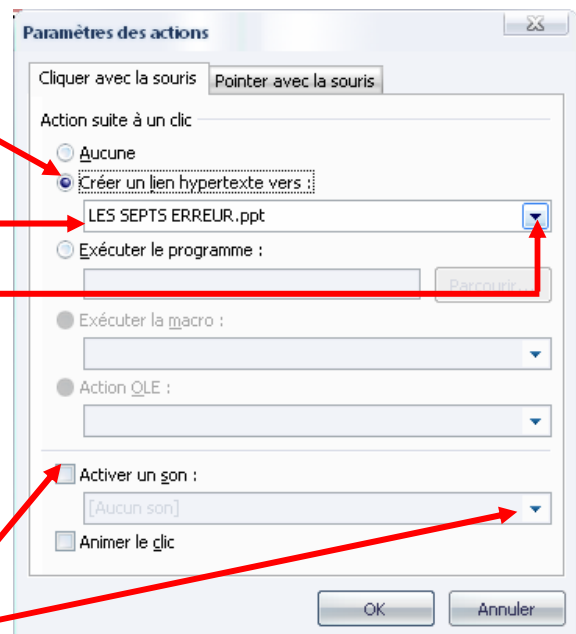 Paramètres des actions
Cliquer avec la souris
Pointer avec la souris
Action suite à un clic
Aucune
Créer un lien hypertexte vers :
LES SEPTS ERREUR.ppt
Exécuter le programme :
Parcourir...
Exécuter la macro :
Action OLE :
Activer un son :
[Aucun son]
Animer le clic
OK
Annuler